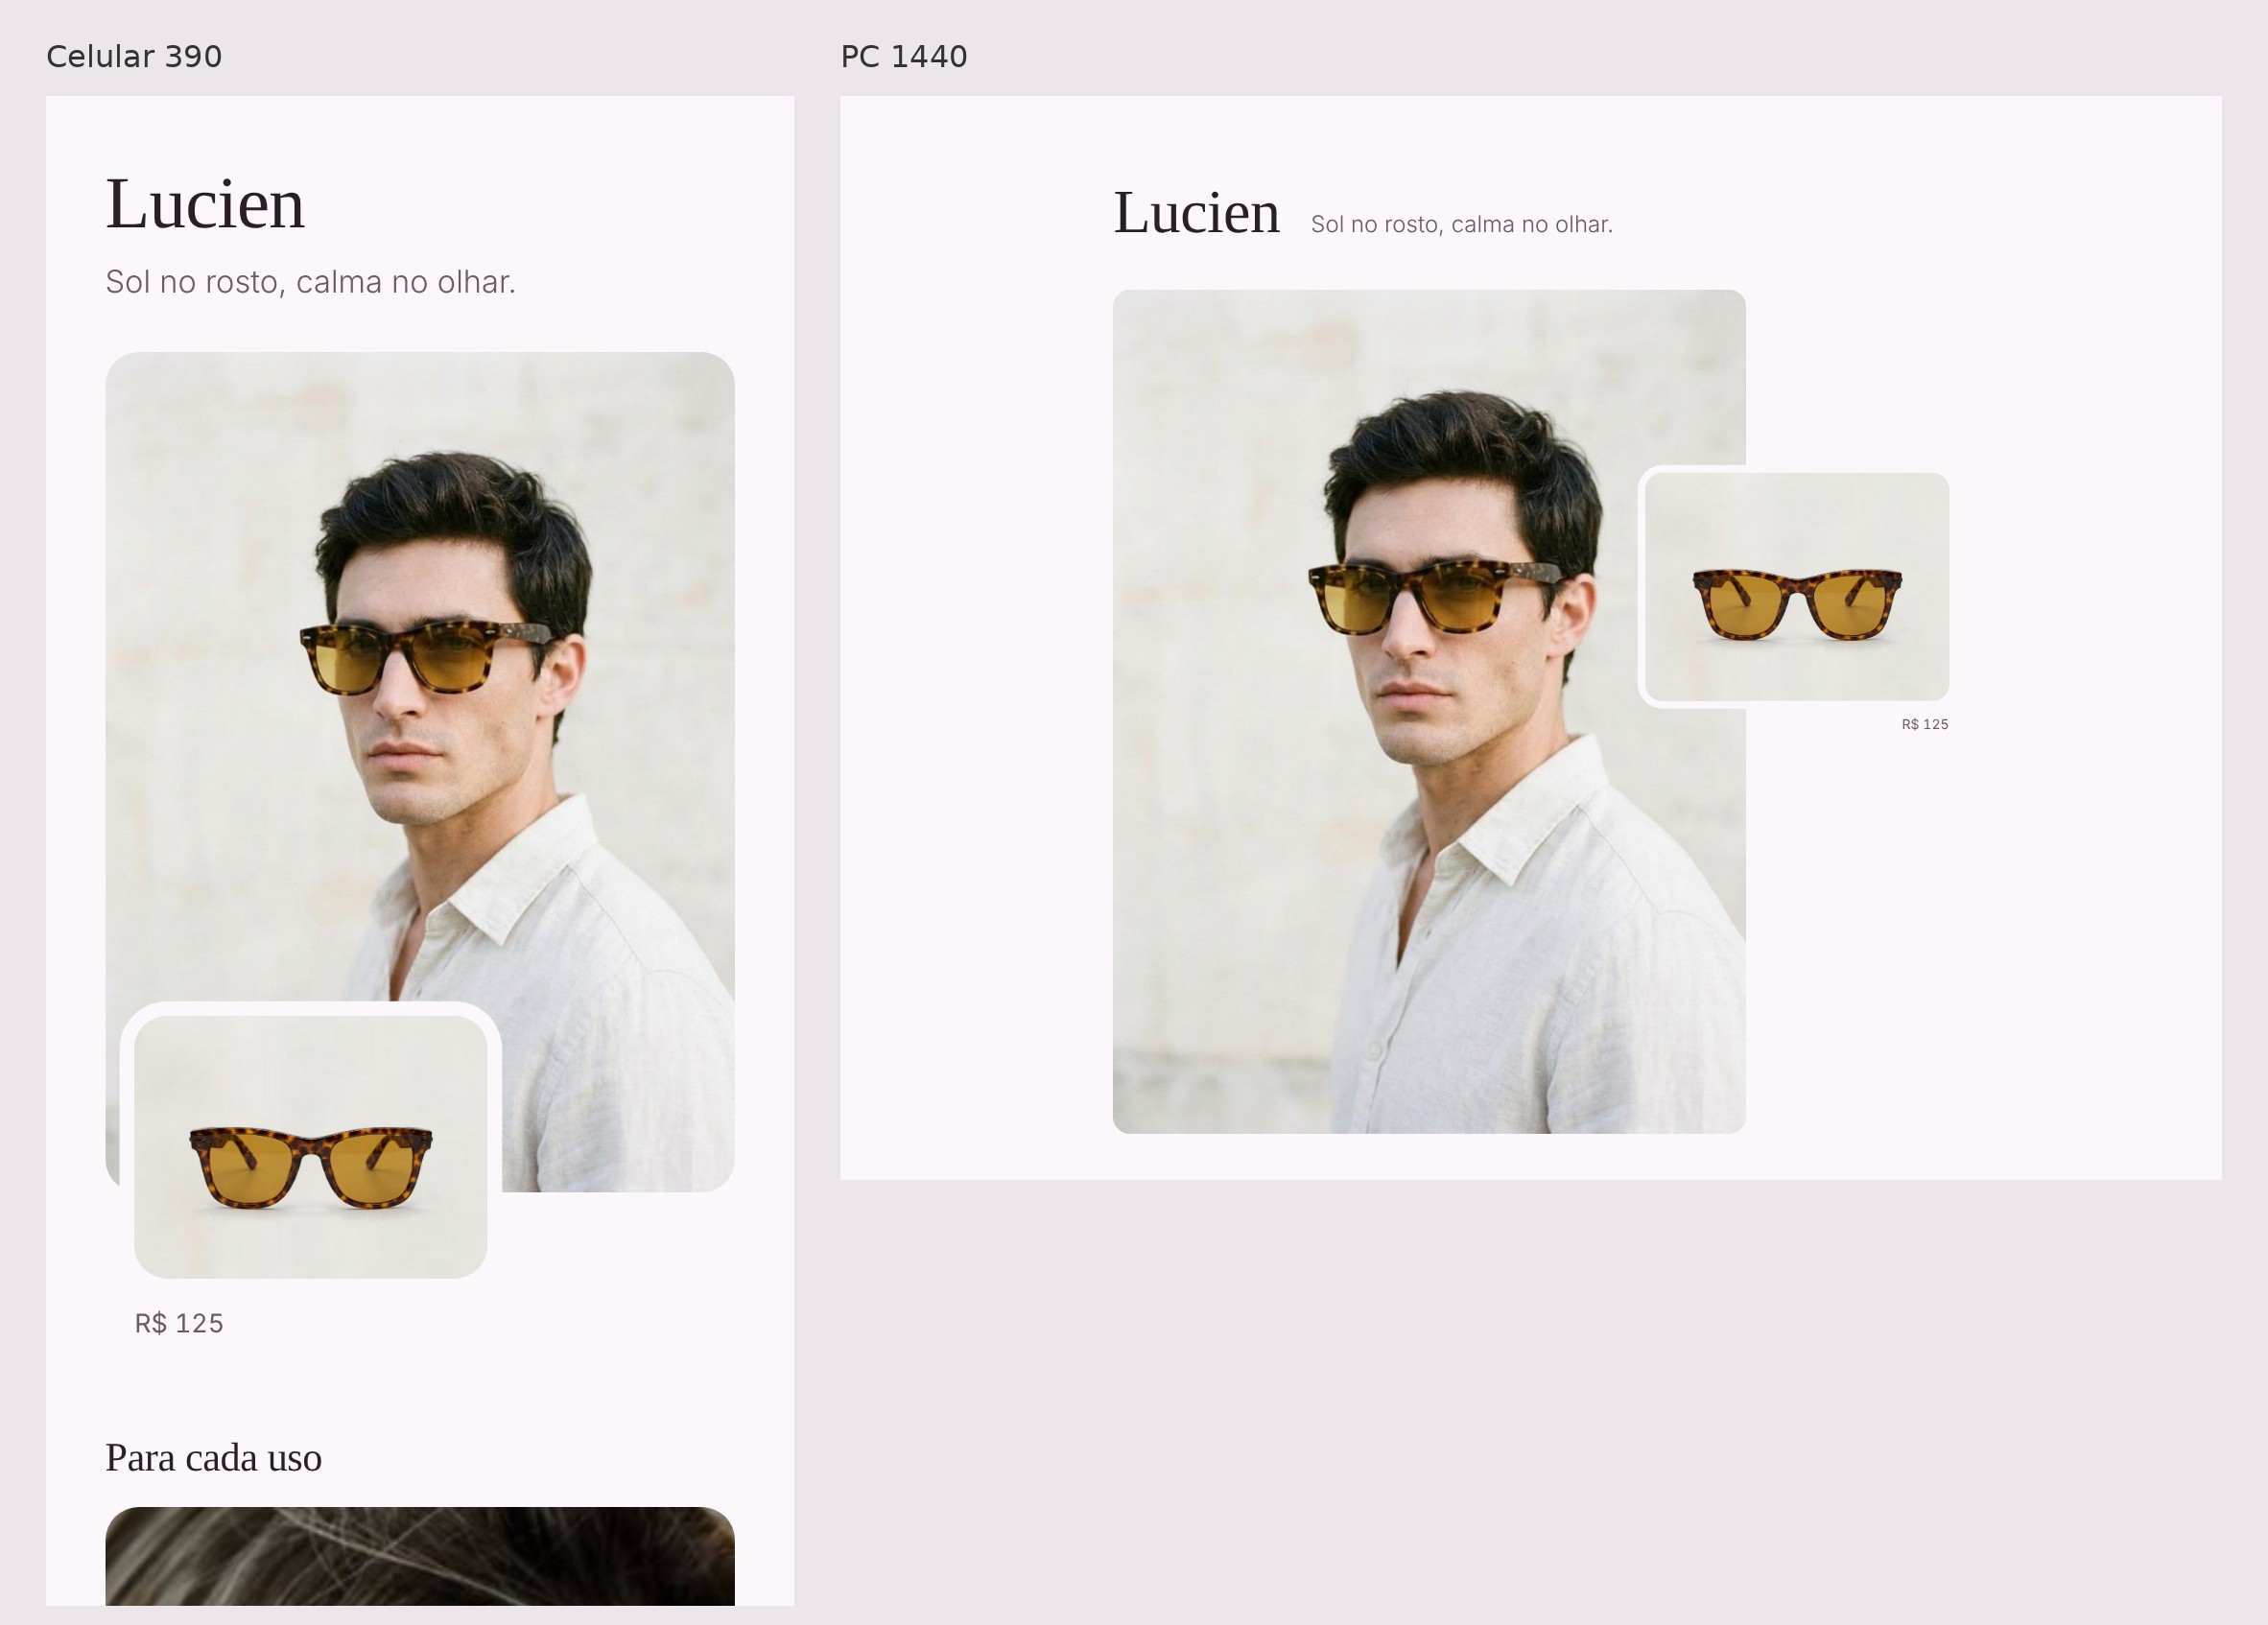 Celular 390
Lucien
Sol no rosto, calma no olhar.
R$ 125
Para cada uso
PC 1440
Lucien Sol no rosto, calma no olhar.
R$ 125